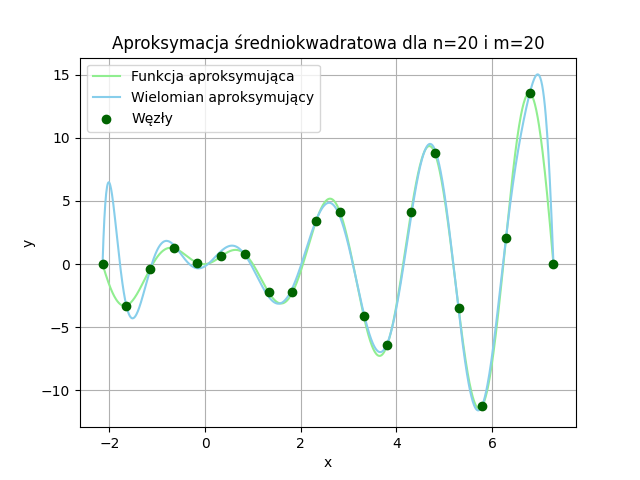 Aproksymacja średniokwadratowa dla n=20 i m=20
Funkcja aproksymująca
Wielomian aproksymujący
Węzły
y
15
10
5
0
−5
−10
−2
0
2
4
6
x